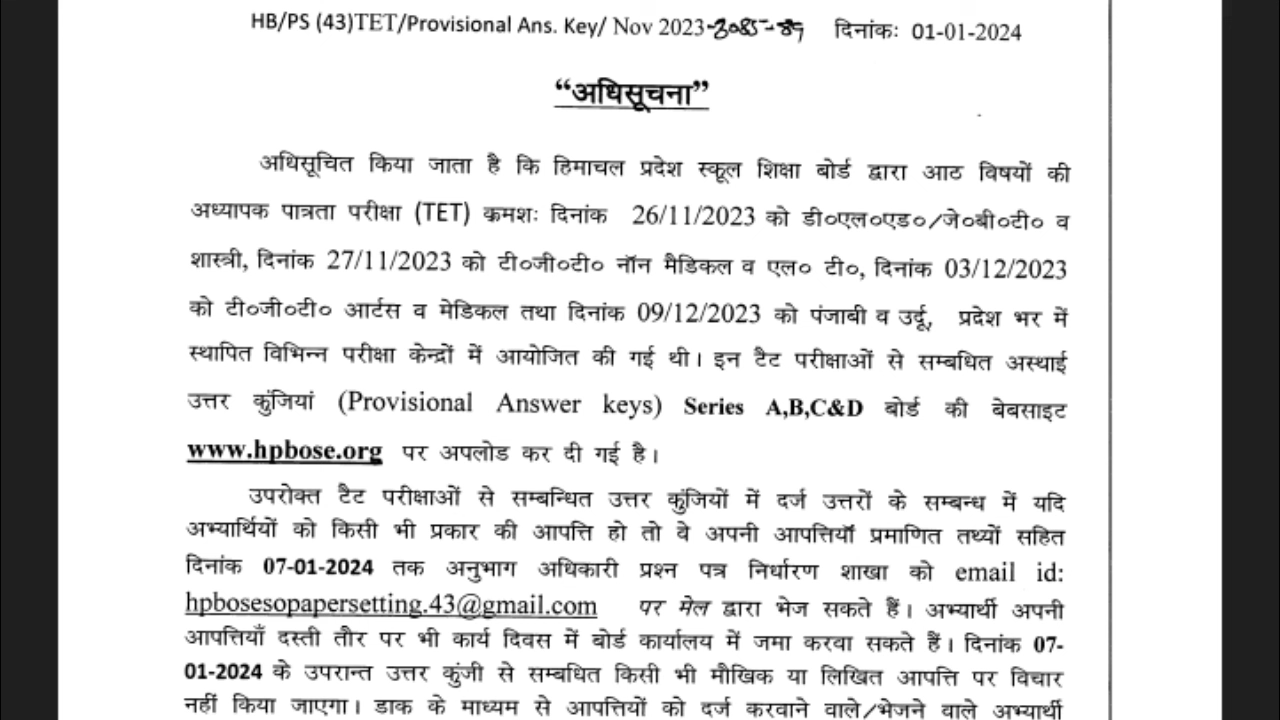 HB/PS (43)TET/Provisional Ans. Key/ Nov 2023-3085-89 दिनांकः 01-01-2024
“अधिसूचना”
अधिसूचित किया जाता है कि हिमाचल प्रदेश स्कूल शिक्षा बोर्ड द्वारा आठ विषयों की
अध्यापक पात्रता परीक्षा (TET) क्रमशः दिनांक 26/11/2023 को डी०एल०एड०/जे०बी०टी० व
शास्त्री, दिनांक 27/11/2023 को टी०जी०टी० नॉन मैडिकल व एल० टी०, दिनांक 03/12/2023
को टी०जी०टी० आर्टस व मेडिकल तथा दिनांक 09/12/2023 को पंजाबी व उर्दू, प्रदेश भर में
स्थापित विभिन्न परीक्षा केन्द्रों में आयोजित की गई थी। इन टैट परीक्षाओं से सम्बधित अस्थाई
उत्तर कुंजियां (Provisional Answer keys) Series A,B,C&D बोर्ड की बेबसाइट
www.hpbose.org पर अपलोड कर दी गई है।
उपरोक्त टैट परीक्षाओं से सम्बन्धित उत्तर कुंजियों में दर्ज उत्तरों के सम्बन्ध में यदि
अभ्यार्थियों को किसी भी प्रकार की आपत्ति हो तो वे अपनी आपत्तियॉं प्रमाणित तथ्यों सहित
दिनांक 07-01-2024 तक अनुभाग अधिकारी प्रश्न पत्र निर्धारण शाखा को email id:
hpbosesopapersetting.43@gmail.com पर मेल द्वारा भेज सकते हैं। अभ्यार्थी अपनी
आपत्तियाँ दस्ती तौर पर भी कार्य दिवस में बोर्ड कार्यालय में जमा करवा सकते हैं। दिनांक 07-
01-2024 के उपरान्त उत्तर कुंजी से सम्बधित किसी भी मौखिक या लिखित आपत्ति पर विचार
नहीं किया जाएगा। डाक के माध्यम से आपत्तियों को दर्ज करवाने वाले/भेजने वाले अभ्यार्थी